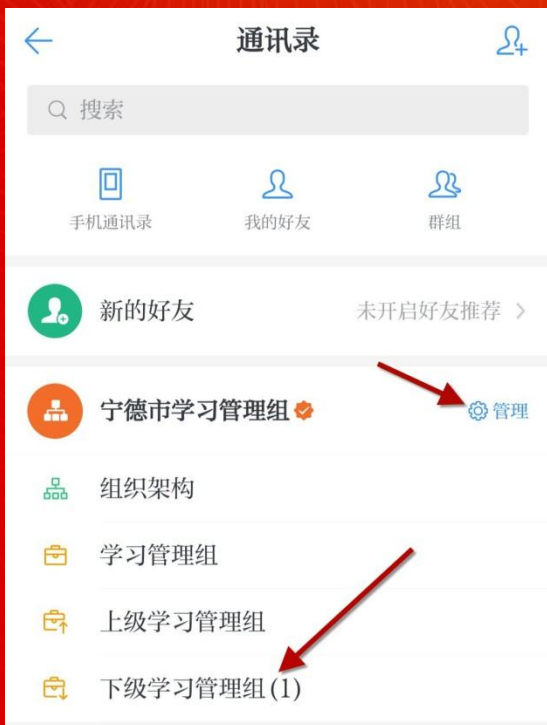 通讯录
搜索
手机通讯录 我的好友 群组
新的好友 未开启好友推荐
宁德市学习管理组 管理
组织架构
学习管理组
上级学习管理组
下级学习管理组(1)